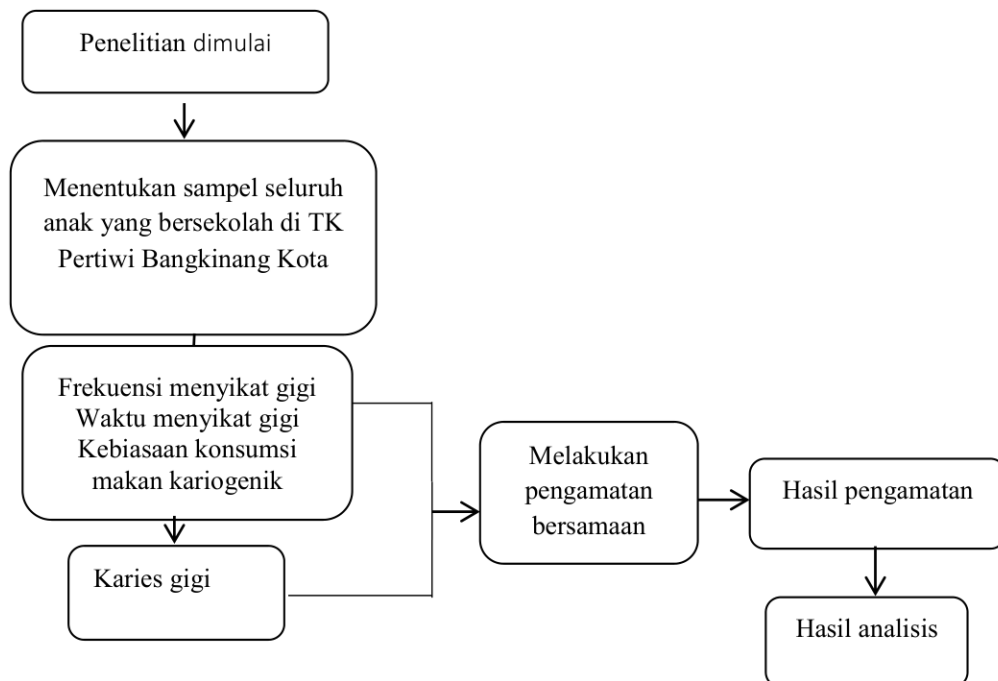 Penelitian dimulai
Menentukan sampel seluruh
anak yang bersekolah di TK
Pertiwi Bangkinang Kota
Frekuensi menyikat gigi
Waktu menyikat gigi
Kebiasaan konsumsi
makan kariogenik
Karies gigi
Melakukan
pengamatan
bersamaan
Hasil pengamatan
Hasil analisis